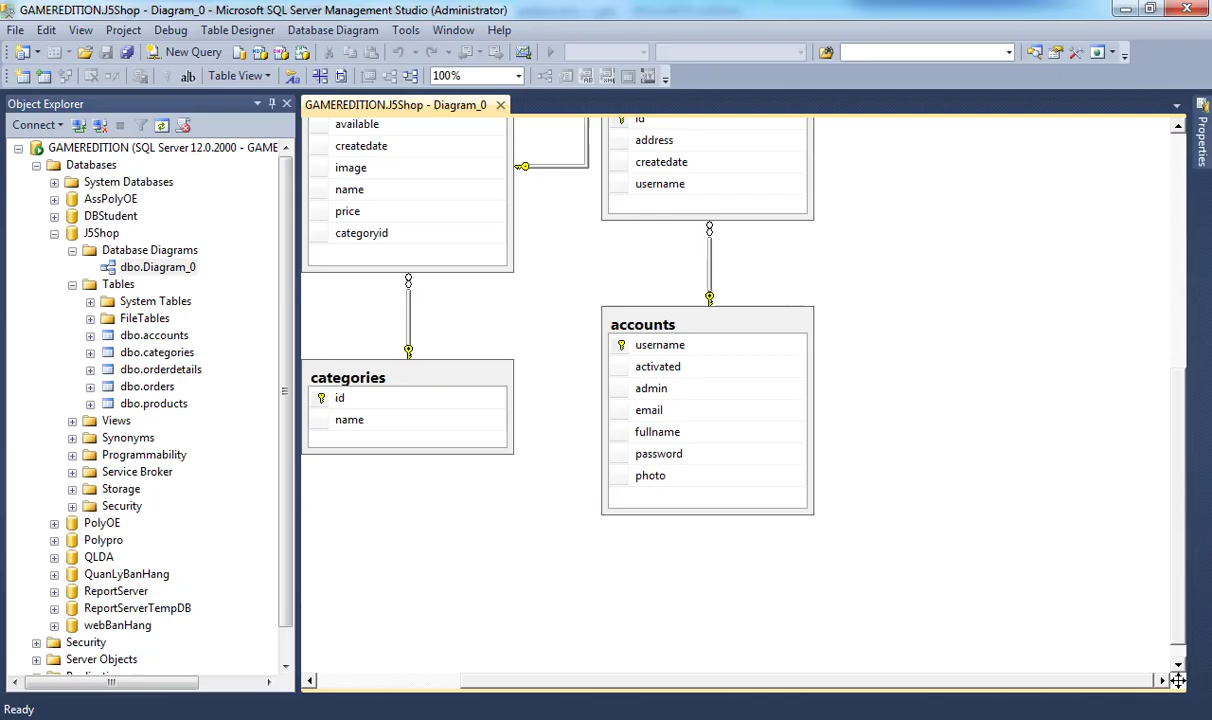 GAMEREDITION.J5Shop - Diagram_0 - Microsoft SQL Server Management Studio (Administrator)
File Edit View Project Debug Table Designer Database Diagram Tools Window Help
New Query
ab Table View 100%
Object Explorer
GAMEREDITION.J5Shop - Diagram_0
Connect
GAMEREDITION (SQL Server 12.0.2000 - GAME
Databases
System Databases
AssPolyOE
DBStudent
J5Shop
Database Diagrams
dbo.Diagram_0
Tables
System Tables
FileTables
dbo.accounts
dbo.categories
dbo.orderdetails
dbo.orders
dbo.products
Views
Synonyms
Programmability
Service Broker
Storage
Security
PolyOE
Polypro
QLDA
QuanLyBanHang
ReportServer
ReportServerTempDB
webBanHang
Security
Server Objects
available
createdate
image
name
price
categoryid
categories
id
name
id
address
createdate
username
accounts
username
activated
admin
email
fullname
password
photo
Properties
Ready